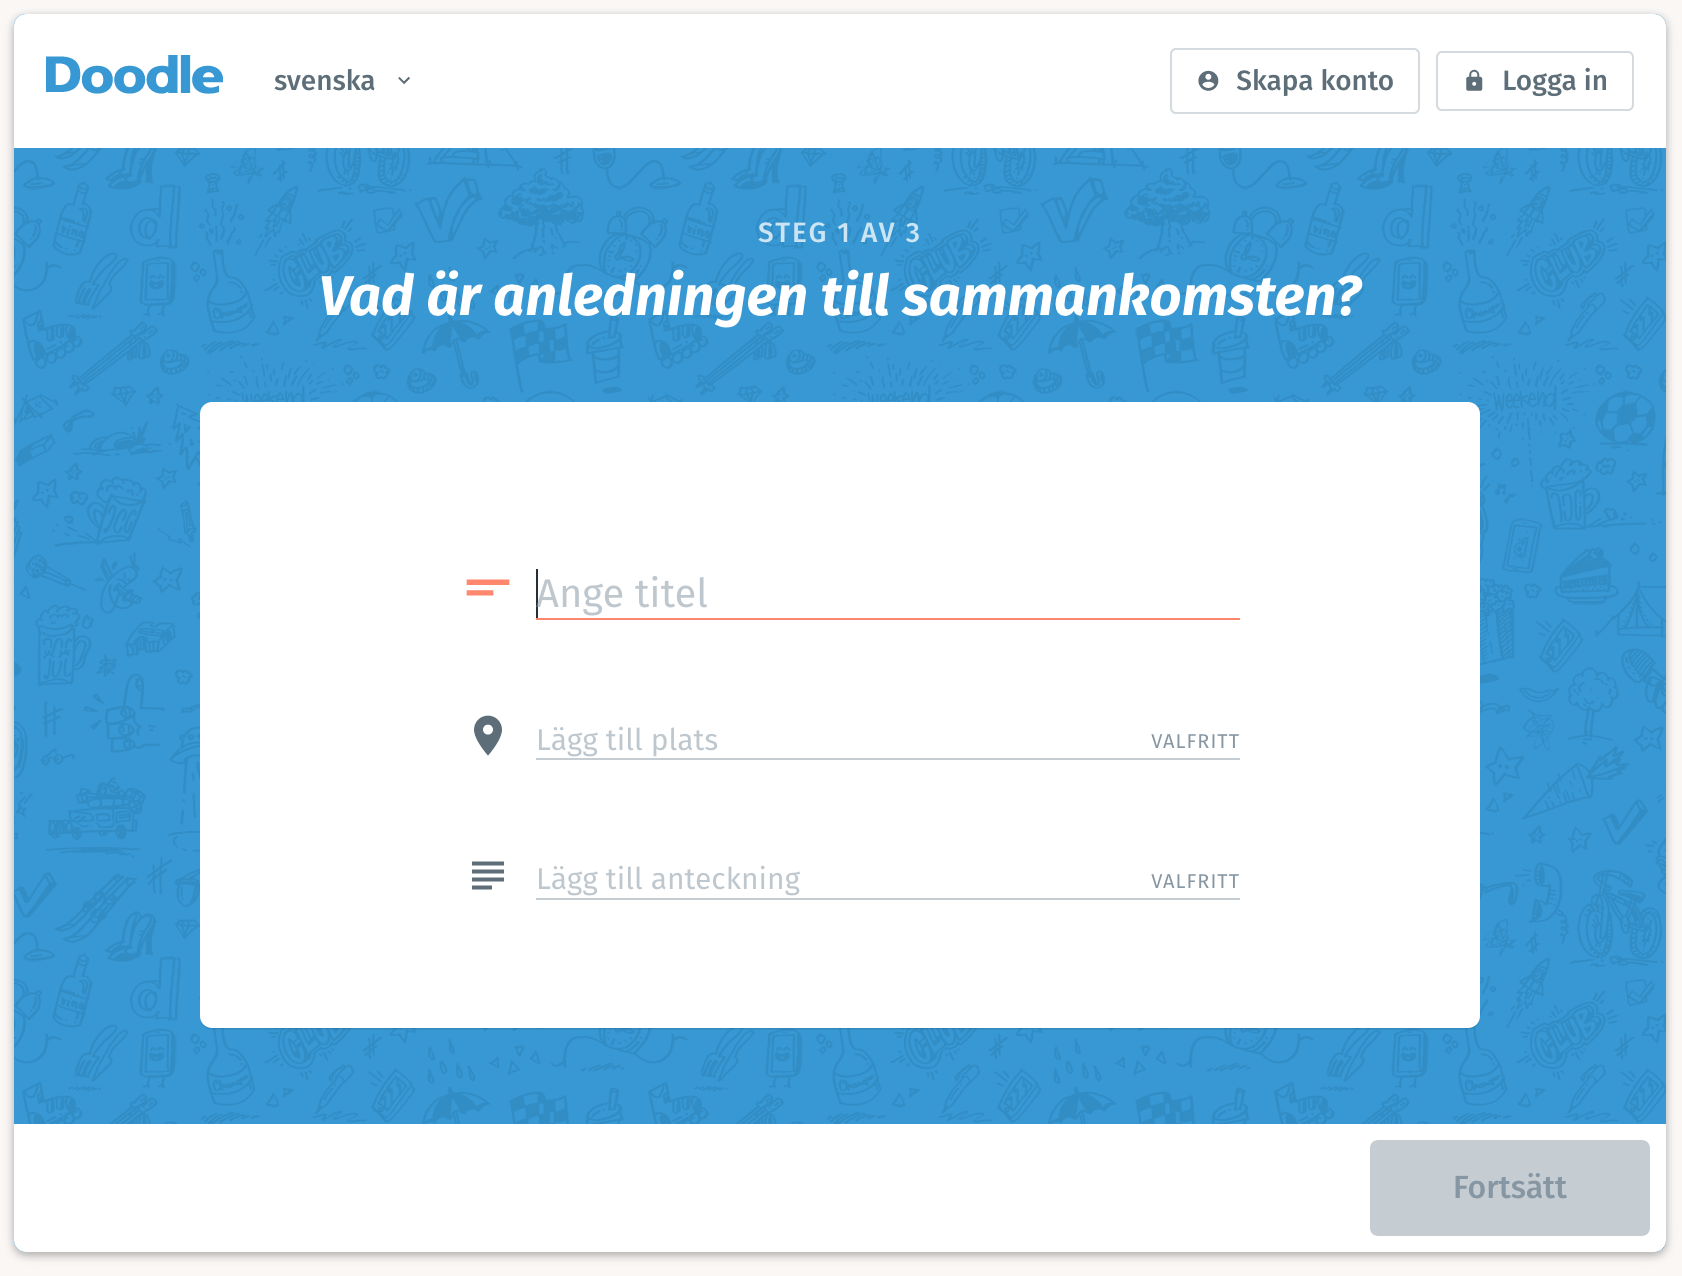 Doodle
svenska
Skapa konto
Logga in
STEG 1 AV 3
Vad är anledningen till sammankomsten?
Ange titel
Lägg till plats
VALFRITT
Lägg till anteckning
VALFRITT
Fortsätt